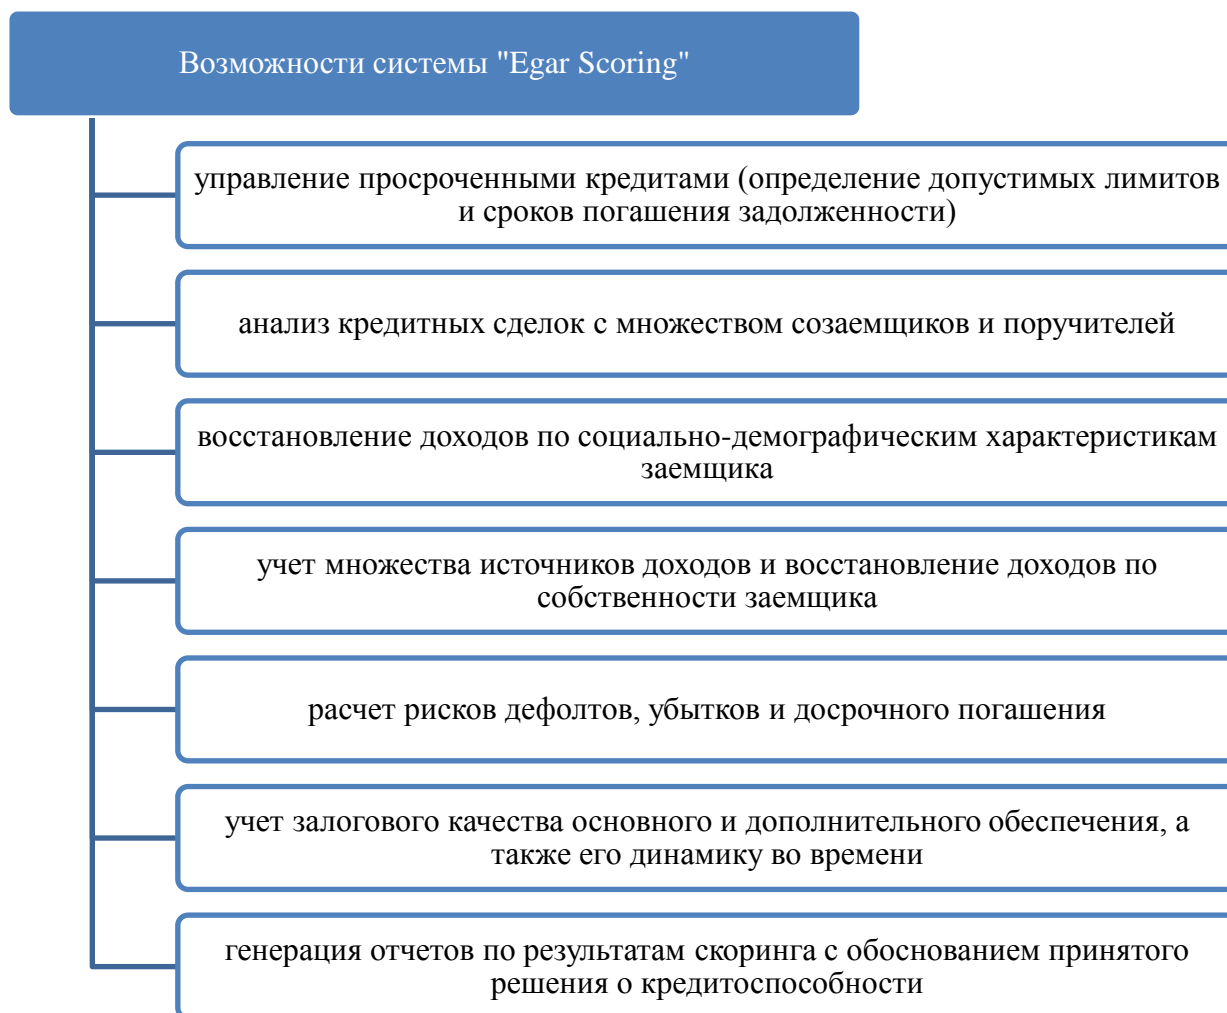 Возможности системы "Egar Scoring"
управление просроченными кредитами (определение допустимых лимитов
и сроков погашения задолженности)
анализ кредитных сделок с множеством созаемщиков и поручителей
восстановление доходов по социально-демографическим характеристикам
заемщика
учет множества источников доходов и восстановление доходов по
собственности заемщика
расчет рисков дефолтов, убытков и досрочного погашения
учет залогового качества основного и дополнительного обеспечения, а
также его динамику во времени
генерация отчетов по результатам скоринга с обоснованием принятого
решения о кредитоспособности